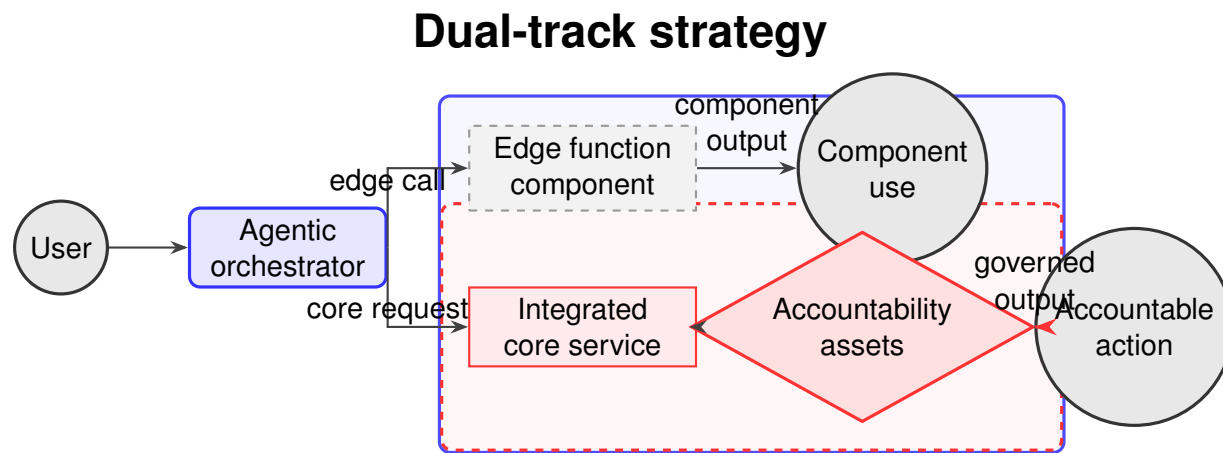 Dual-track strategy
component
output
Edge function
component
Component
use
edge call
User
Agentic
orchestrator
governed
output
core request
Integrated
core service
Accountability
assets
Accountable
action